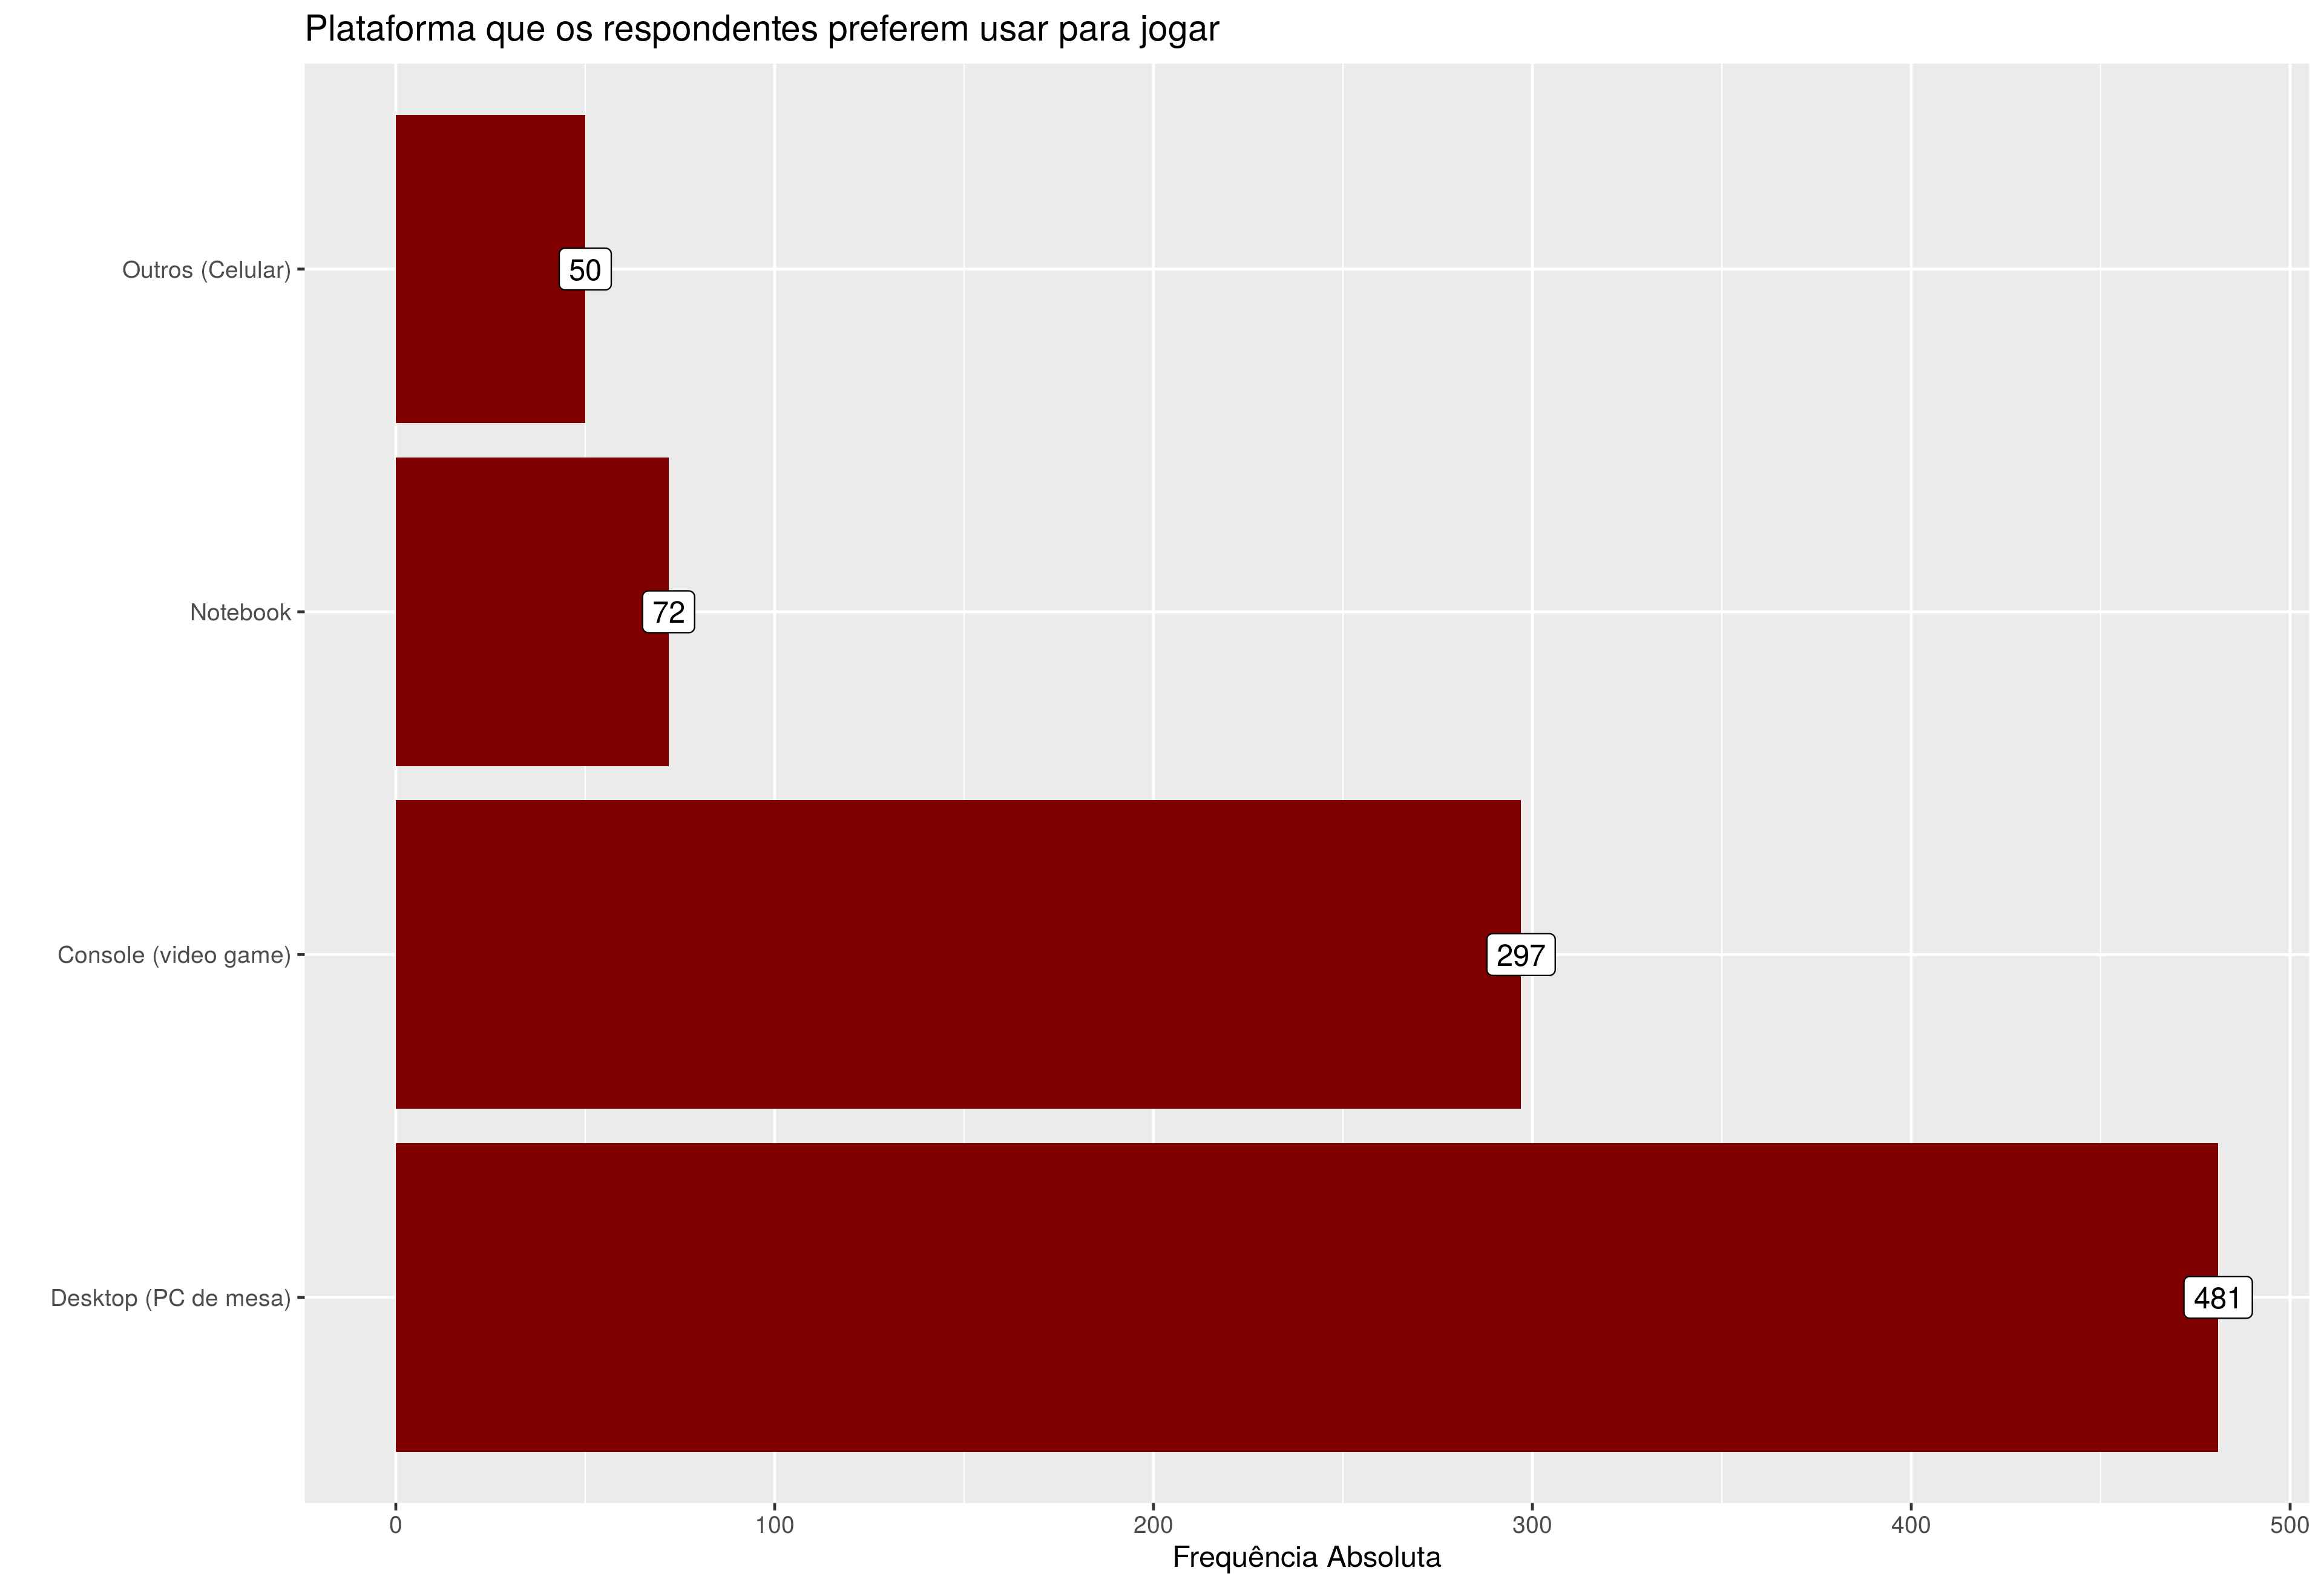 Plataforma que os respondentes preferem usar para jogar
Outros (Celular)
50
Notebook
72
Console (video game)
297
Desktop (PC de mesa)
481
0 100 200 300 400 500
Frequência Absoluta